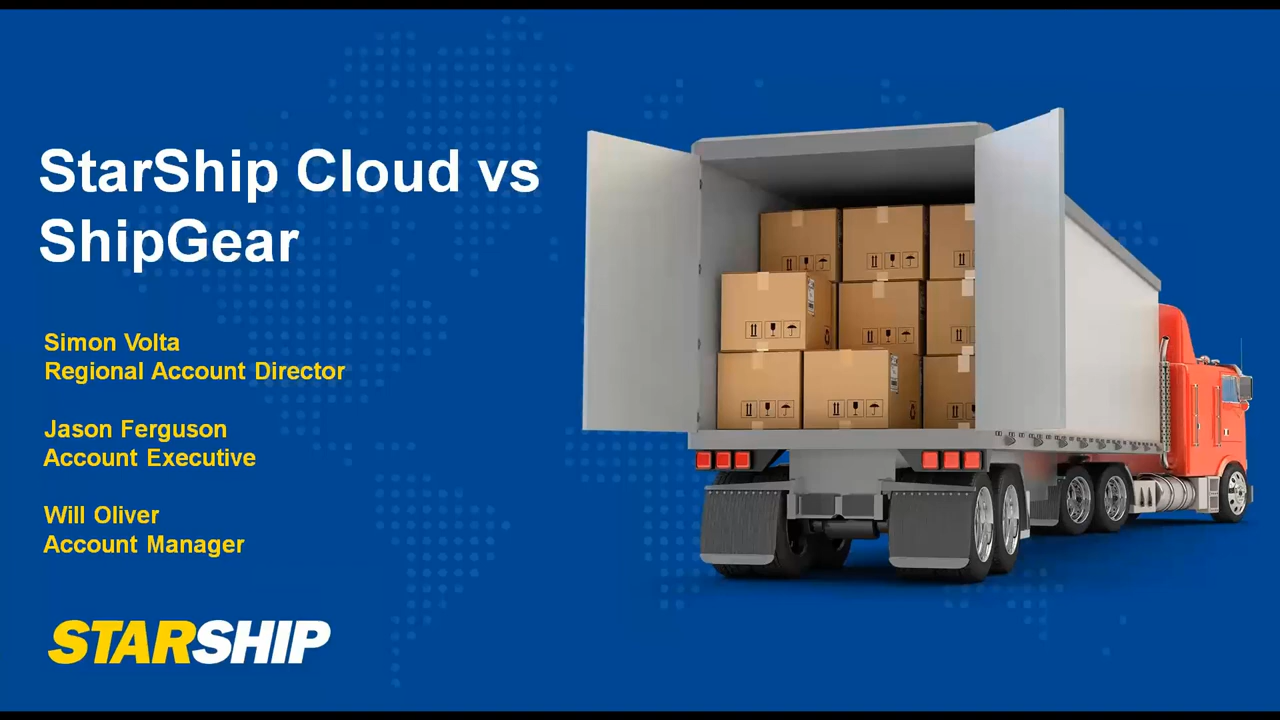 StarShip Cloud vs
ShipGear
Simon Volta
Regional Account Director
Jason Ferguson
Account Executive
Will Oliver
Account Manager
STARSHIP